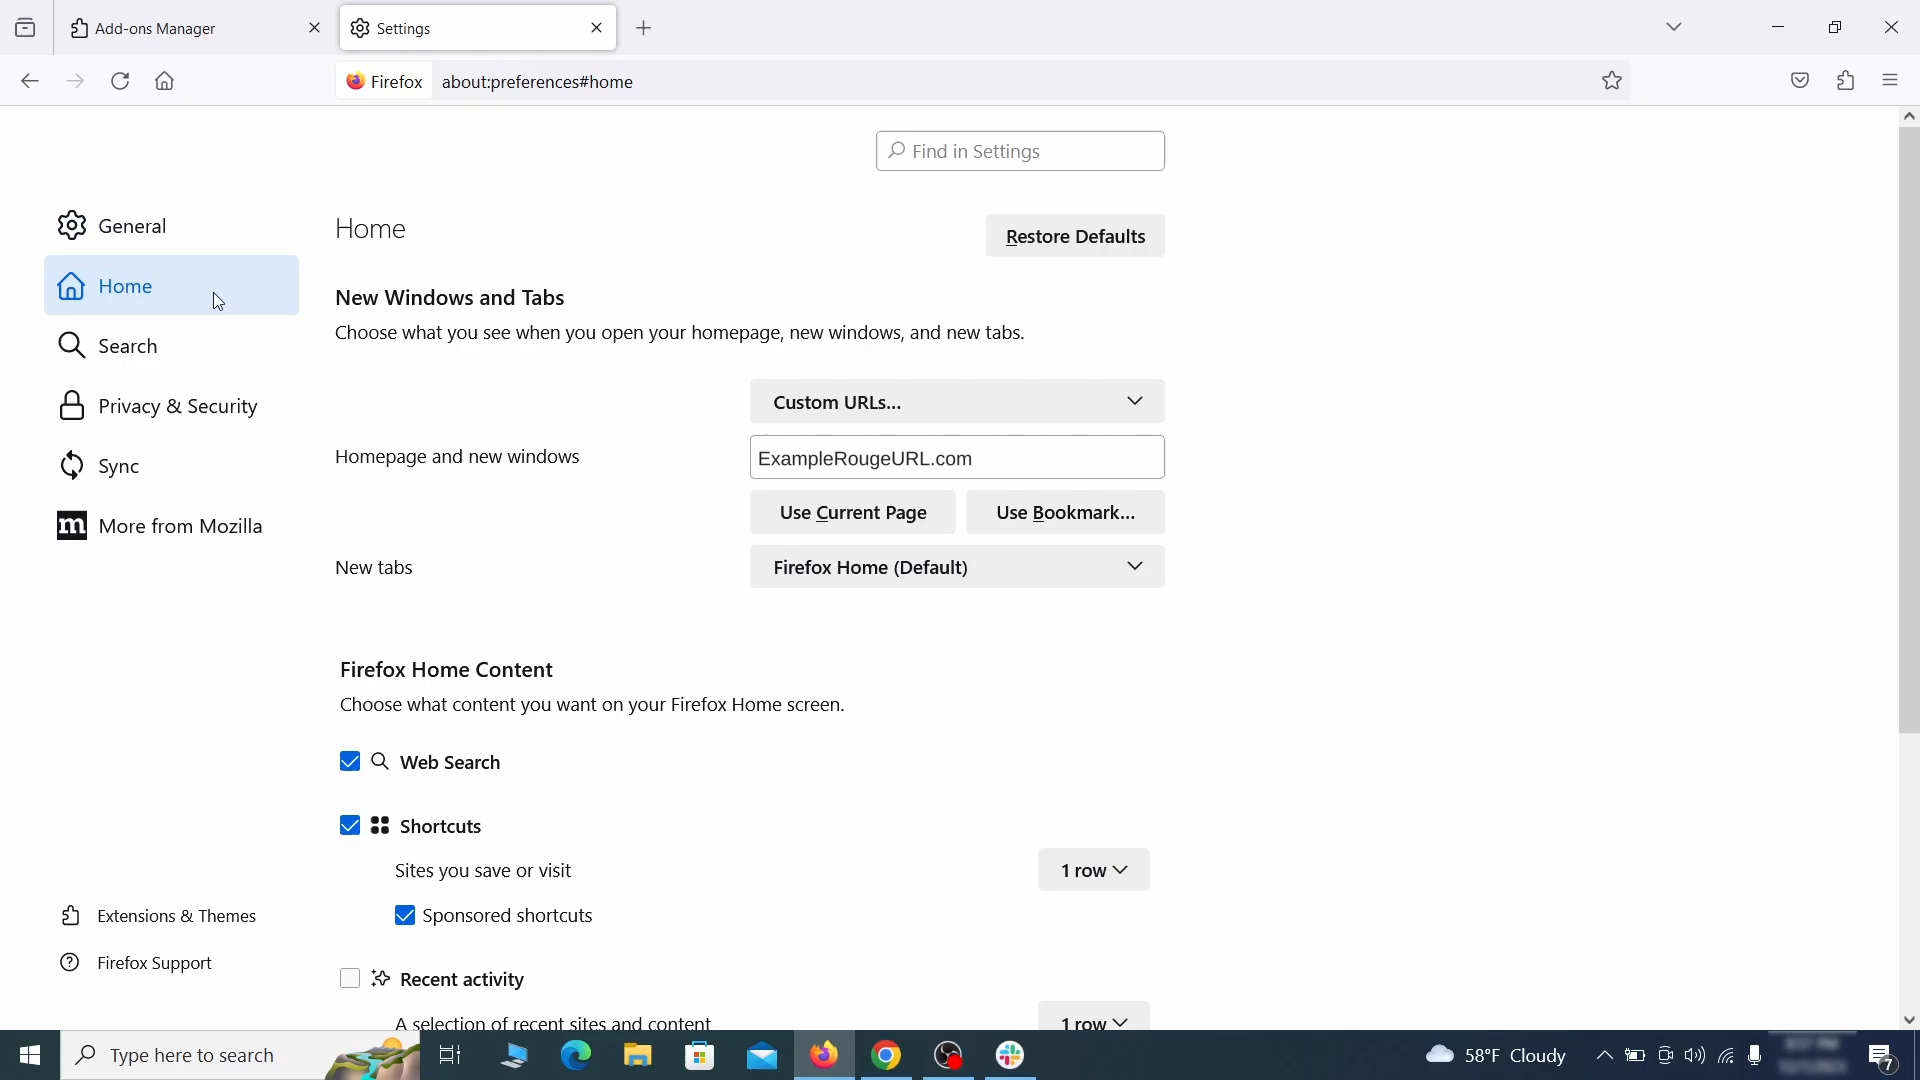 Add-ons Manager
Settings
Firefox
about:preferences#home
Find in Settings
General
Home
Search
Privacy & Security
Sync
More from Mozilla
Extensions & Themes
Firefox Support
Home
Restore Defaults
New Windows and Tabs
Choose what you see when you open your homepage, new windows, and new tabs.
Custom URLs...
Homepage and new windows
ExampleRougeURL.com
Use Current Page
Use Bookmark...
New tabs
Firefox Home (Default)
Firefox Home Content
Choose what content you want on your Firefox Home screen.
Web Search
Shortcuts
Sites you save or visit
1 row
Sponsored shortcuts
Recent activity
A selection of recent sites and content
1 row
Type here to search
58°F Cloudy
7